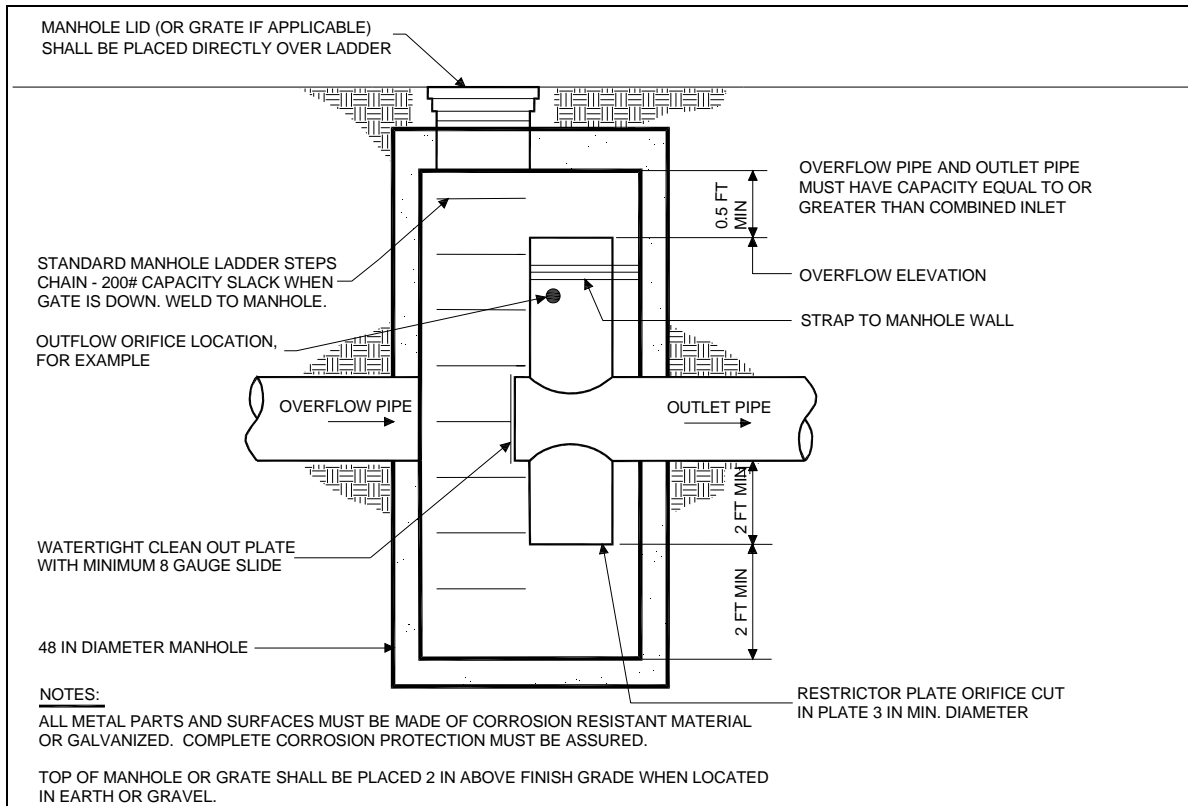 MANHOLE LID (OR GRATE IF APPLICABLE)
SHALL BE PLACED DIRECTLY OVER LADDER
OVERFLOW PIPE AND OUTLET PIPE
MUST HAVE CAPACITY EQUAL TO OR
GREATER THAN COMBINED INLET
0.5 FT
MIN
STANDARD MANHOLE LADDER STEPS
CHAIN - 200# CAPACITY SLACK WHEN
GATE IS DOWN. WELD TO MANHOLE.
OVERFLOW ELEVATION
STRAP TO MANHOLE WALL
OUTFLOW ORIFICE LOCATION,
FOR EXAMPLE
OVERFLOW PIPE
OUTLET PIPE
2 FT MIN
WATERTIGHT CLEAN OUT PLATE
WITH MINIMUM 8 GAUGE SLIDE
2 FT MIN
48 IN DIAMETER MANHOLE
RESTRICTOR PLATE ORIFICE CUT
IN PLATE 3 IN MIN. DIAMETER
NOTES:
ALL METAL PARTS AND SURFACES MUST BE MADE OF CORROSION RESISTANT MATERIAL
OR GALVANIZED. COMPLETE CORROSION PROTECTION MUST BE ASSURED.
TOP OF MANHOLE OR GRATE SHALL BE PLACED 2 IN ABOVE FINISH GRADE WHEN LOCATED
IN EARTH OR GRAVEL.